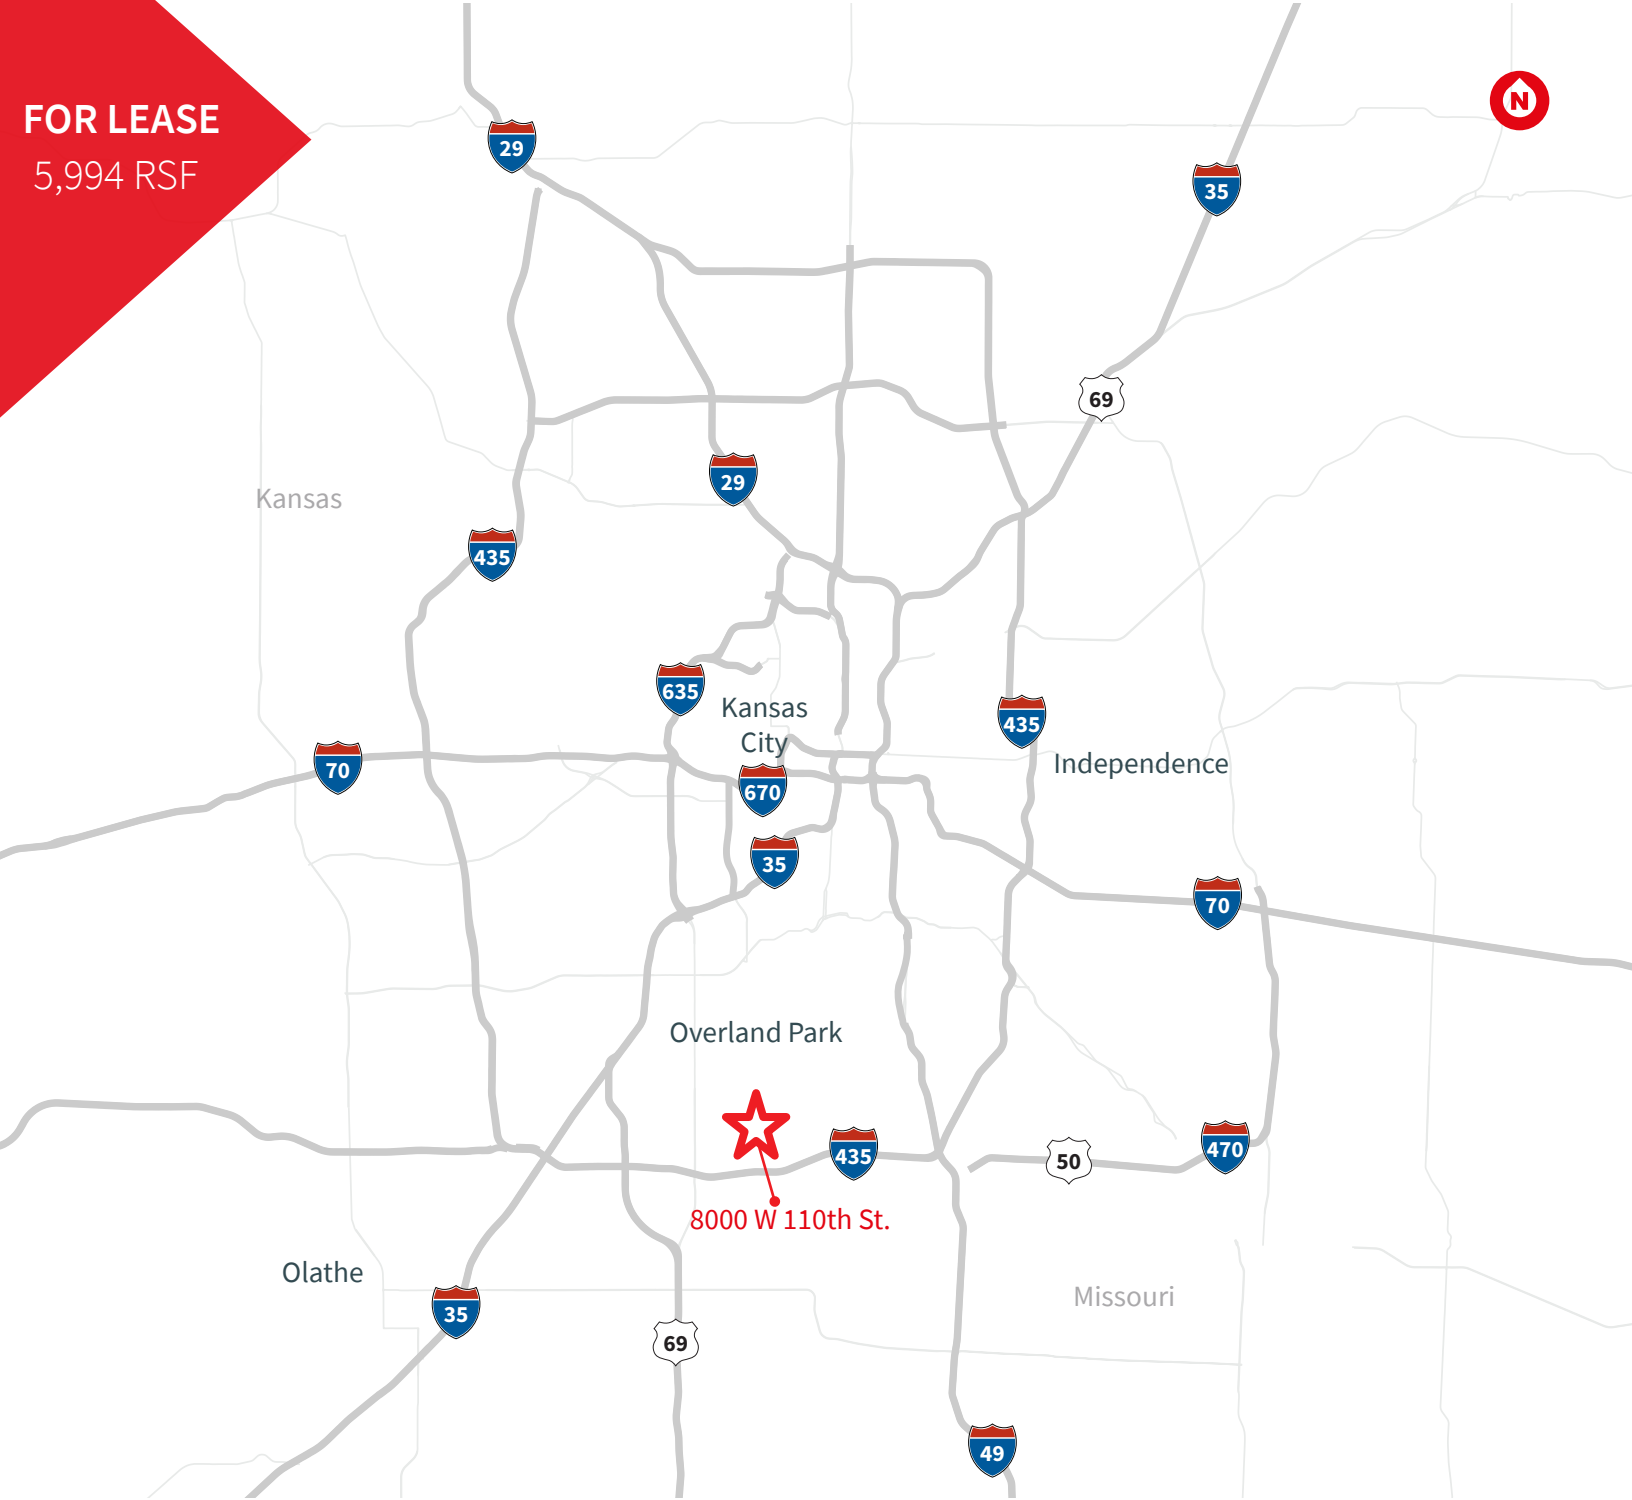 FOR LEASE
5,994 RSF
N
29
35
69
29
Kansas
435
635
Kansas
City
435
Independence
70
670
35
70
Overland Park
435
50
470
8000 W 110th St.
Olathe
35
Missouri
69
49